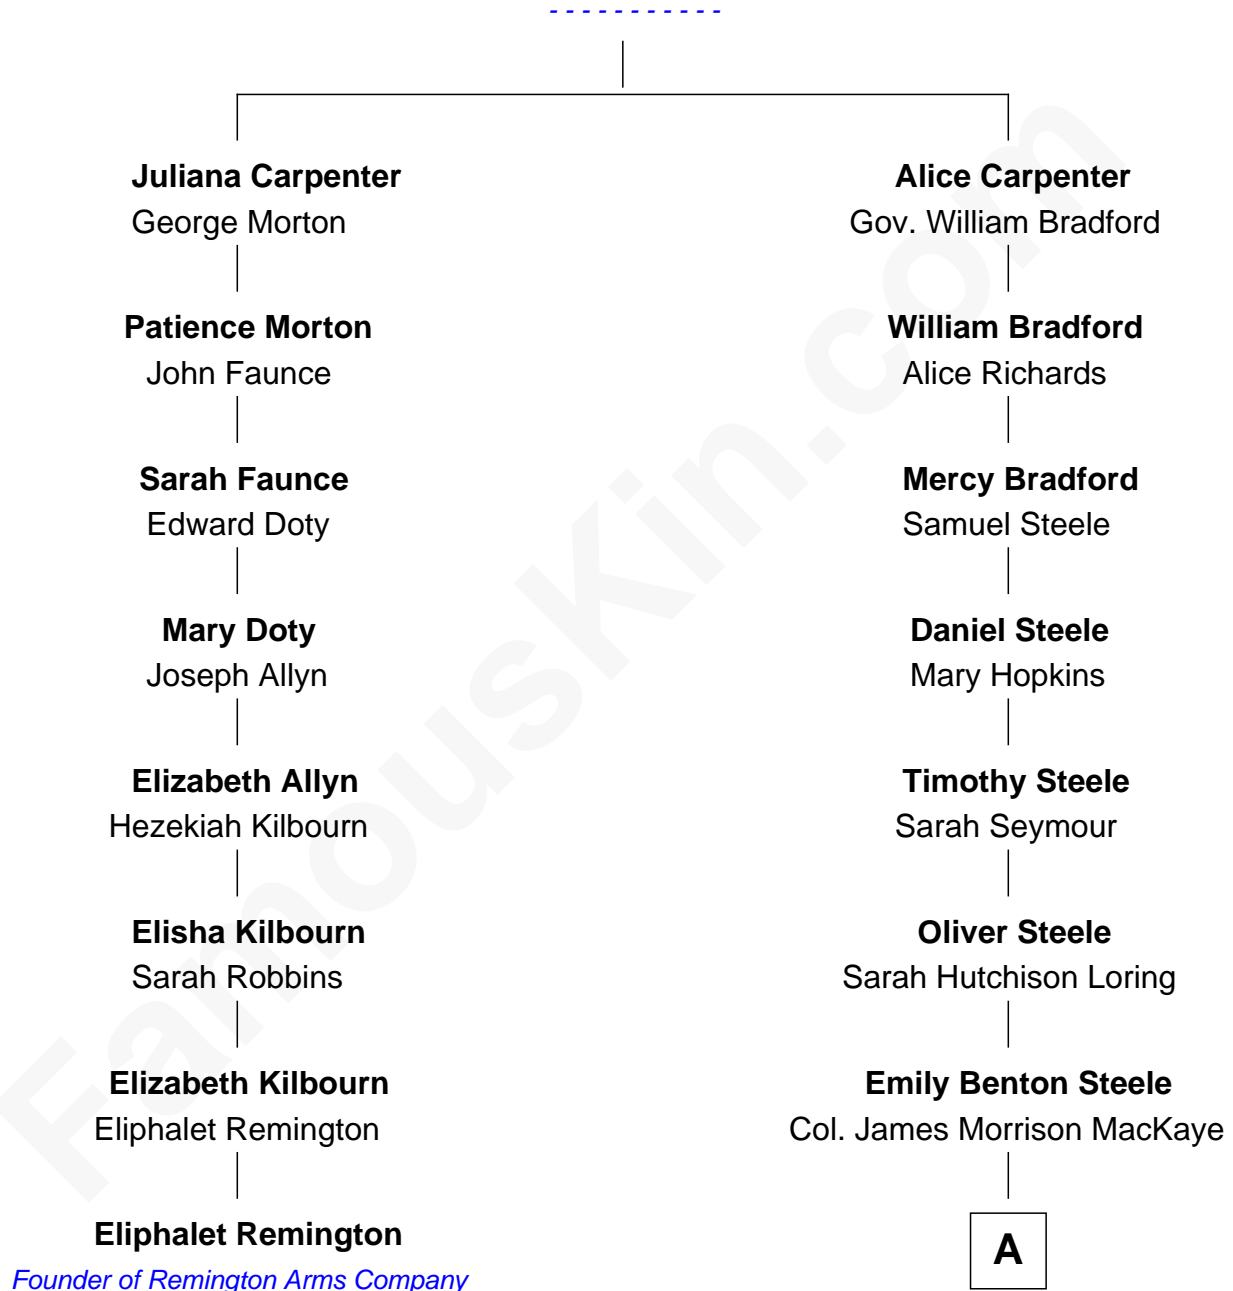 - - - - - - - - - - -
Juliana Carpenter
George Morton
Alice Carpenter
Gov. William Bradford
Patience Morton
John Faunce
William Bradford
Alice Richards
Sarah Faunce
Edward Doty
Mercy Bradford
Samuel Steele
Mary Doty
Joseph Allyn
Daniel Steele
Mary Hopkins
Elizabeth Allyn
Hezekiah Kilbourn
Timothy Steele
Sarah Seymour
Elisha Kilbourn
Sarah Robbins
Oliver Steele
Sarah Hutchison Loring
Elizabeth Kilbourn
Eliphalet Remington
Emily Benton Steele
Col. James Morrison MacKaye
Eliphalet Remington
Founder of Remington Arms Company
A
FamousKin.com